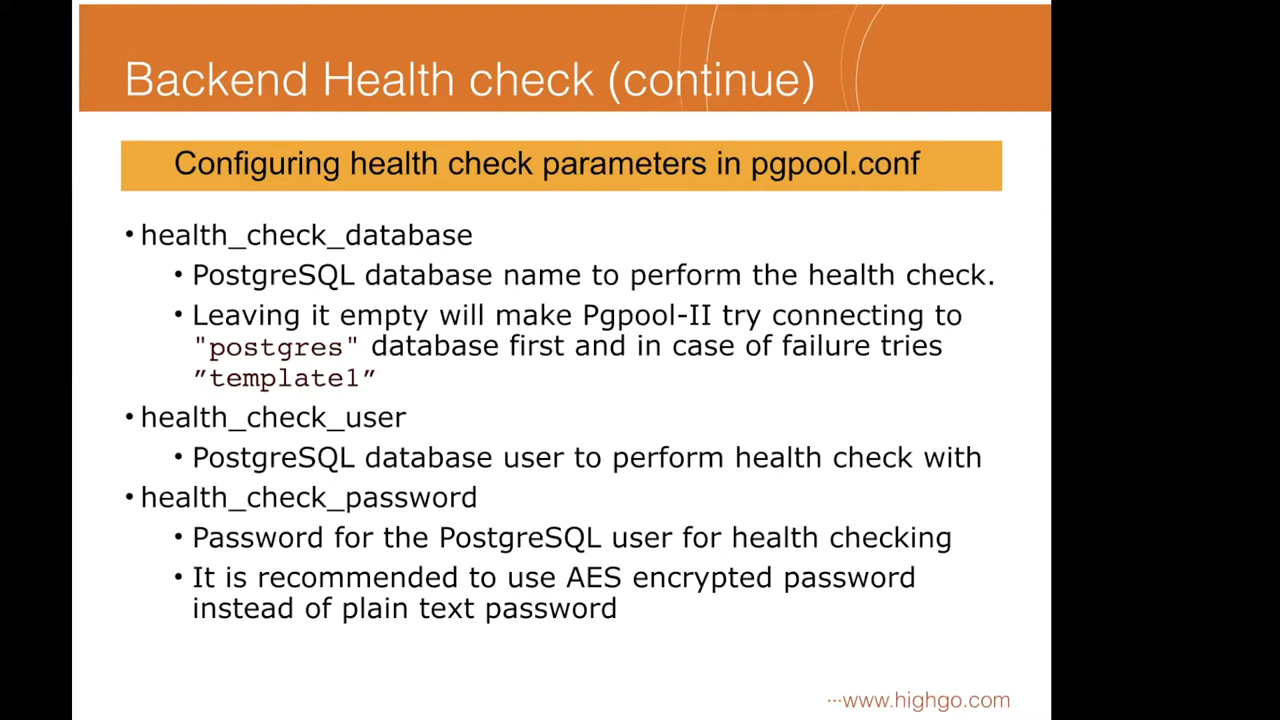 Backend Health check (continue)
Configuring health check parameters in pgpool.conf
• health_check_database
• PostgreSQL database name to perform the health check.
• Leaving it empty will make Pgpool-II try connecting to
"postgres" database first and in case of failure tries
”template1”
• health_check_user
• PostgreSQL database user to perform health check with
• health_check_password
• Password for the PostgreSQL user for health checking
• It is recommended to use AES encrypted password
instead of plain text password
···www.highgo.com